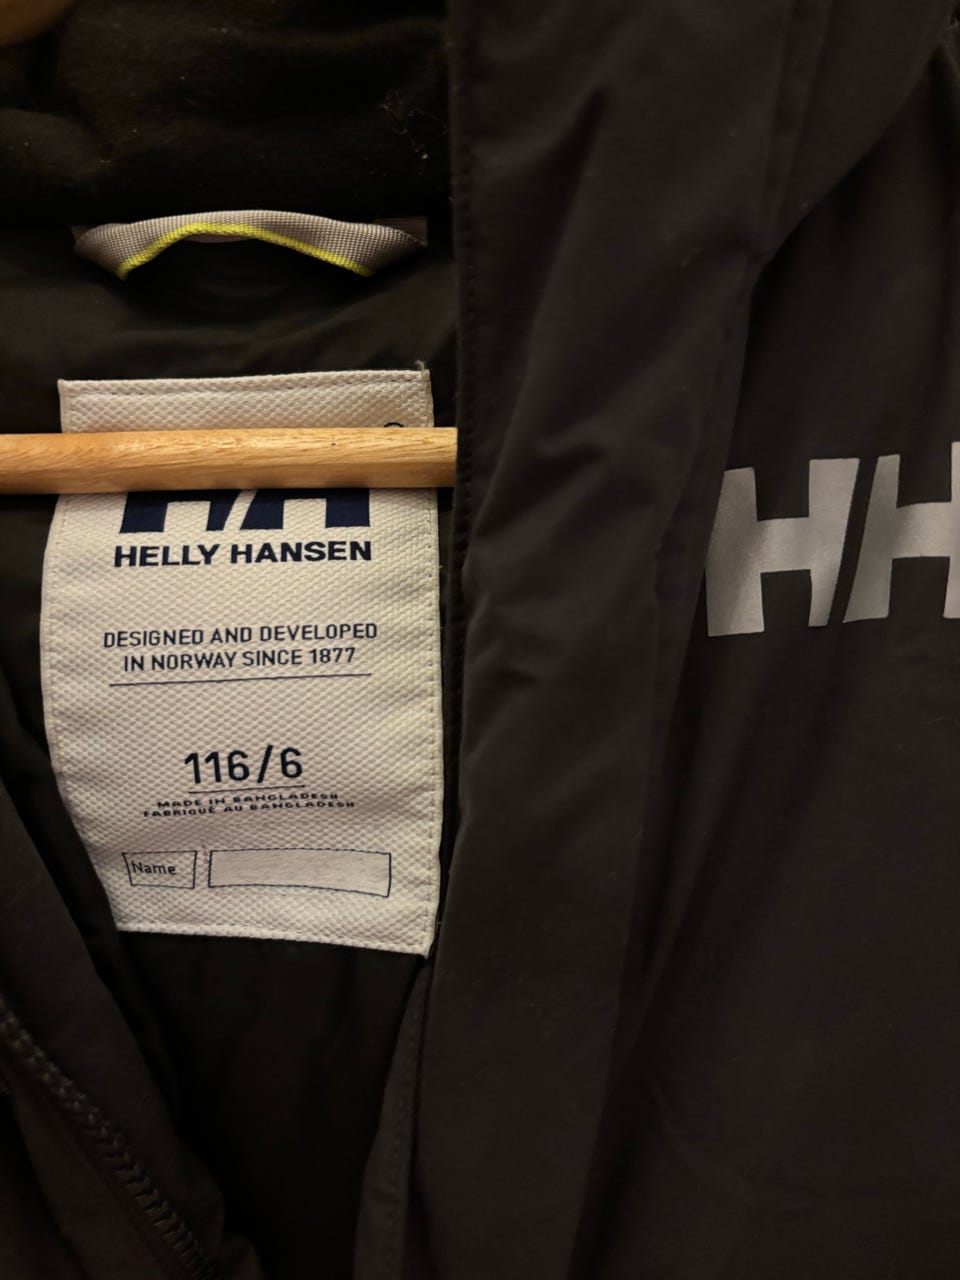 HH
HELLY HANSEN
DESIGNED AND DEVELOPED
IN NORWAY SINCE 1877
116/6
MADE IN BANGLADESH
FABRIQUÉ AU BANGLADESH
Name
HH